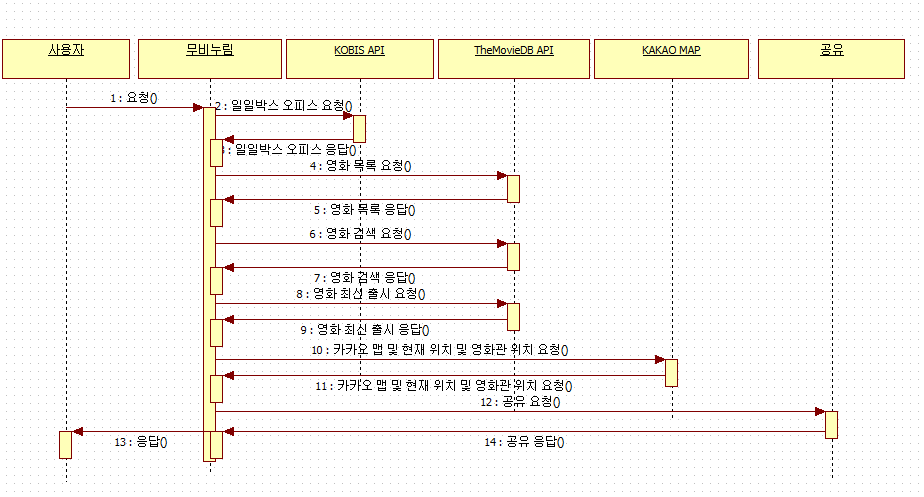 사용자
무비누림
KOBIS API
TheMovieDB API
KAKAO MAP
공유
1 : 요청()
2 : 일일박스 오피스 요청()
3 : 일일박스 오피스 응답()
4 : 영화 목록 요청()
5 : 영화 목록 응답()
6 : 영화 검색 요청()
7 : 영화 검색 응답()
8 : 영화 최신 출시 요청()
9 : 영화 최신 출시 응답()
10 : 카카오 맵 및 현재 위치 및 영화관 위치 요청()
11 : 카카오 맵 및 현재 위치 및 영화관 위치 요청()
12 : 공유 요청()
13 : 응답()
14 : 공유 응답()